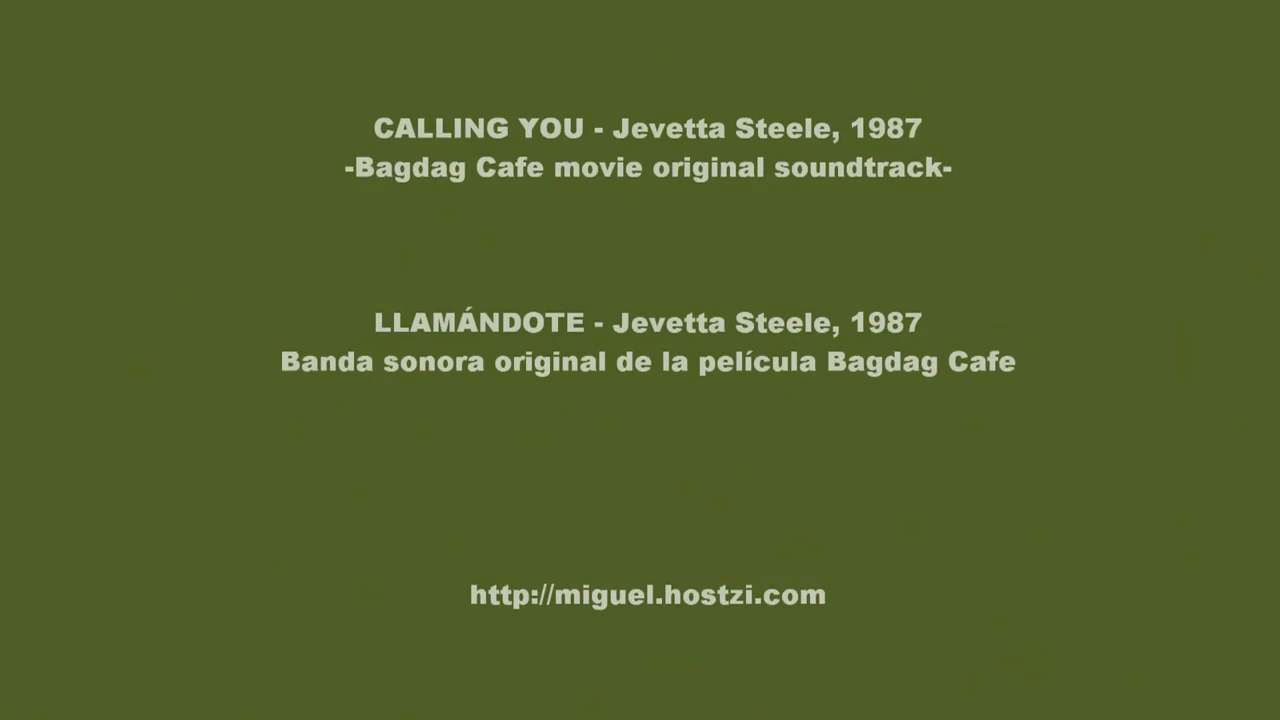 CALLING YOU - Jevetta Steele, 1987
-Bagdag Cafe movie original soundtrack-
LLAMÁNDOTE - Jevetta Steele, 1987
Banda sonora original de la película Bagdag Cafe
http://miguel.hostzi.com